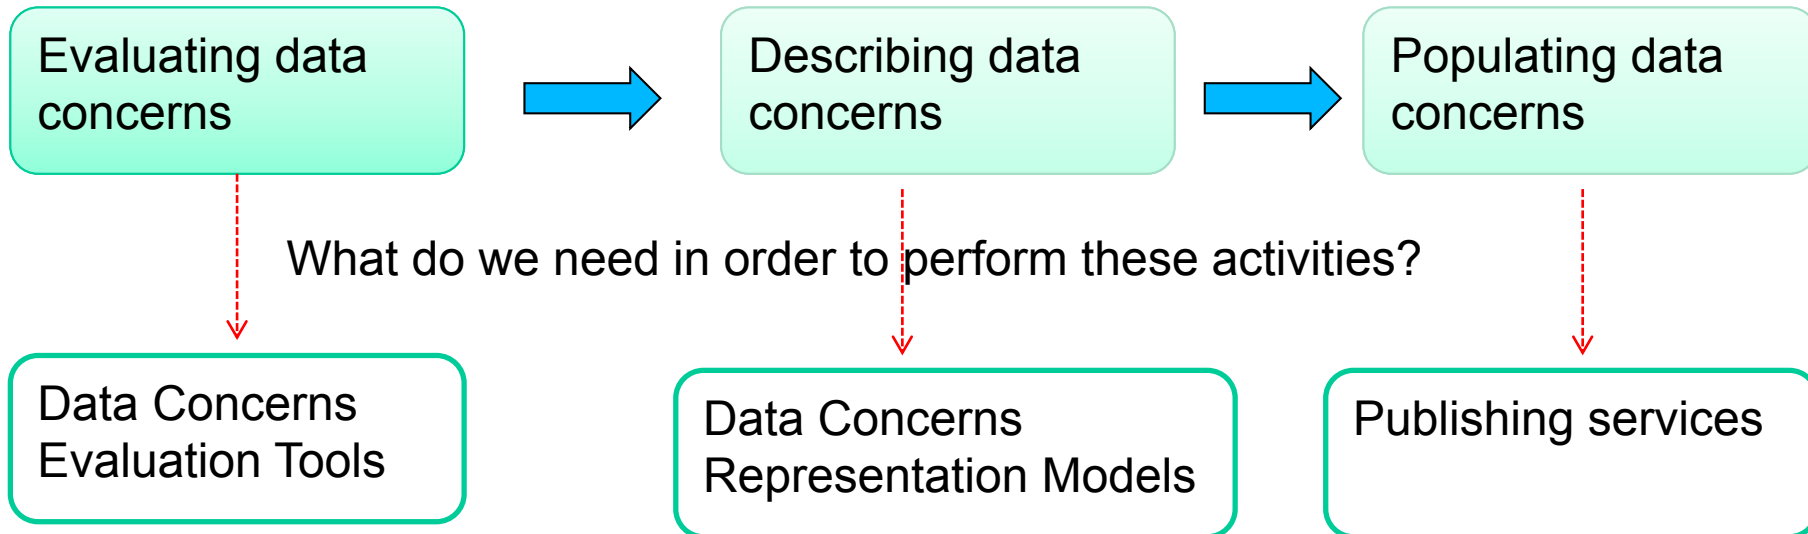 Evaluating data
concerns
Describing data
concerns
Populating data
concerns
What do we need in order to perform these activities?
Data Concerns
Evaluation Tools
Data Concerns
Representation Models
Publishing services